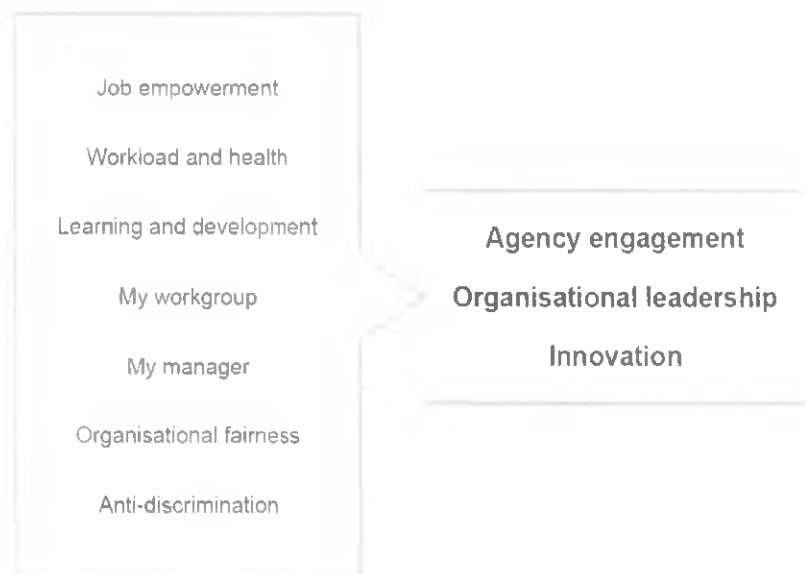 Job empowerment
Workload and health
Learning and development
My workgroup
My manager
Organisational fairness
Anti-discrimination
Agency engagement
Organisational leadership
Innovation